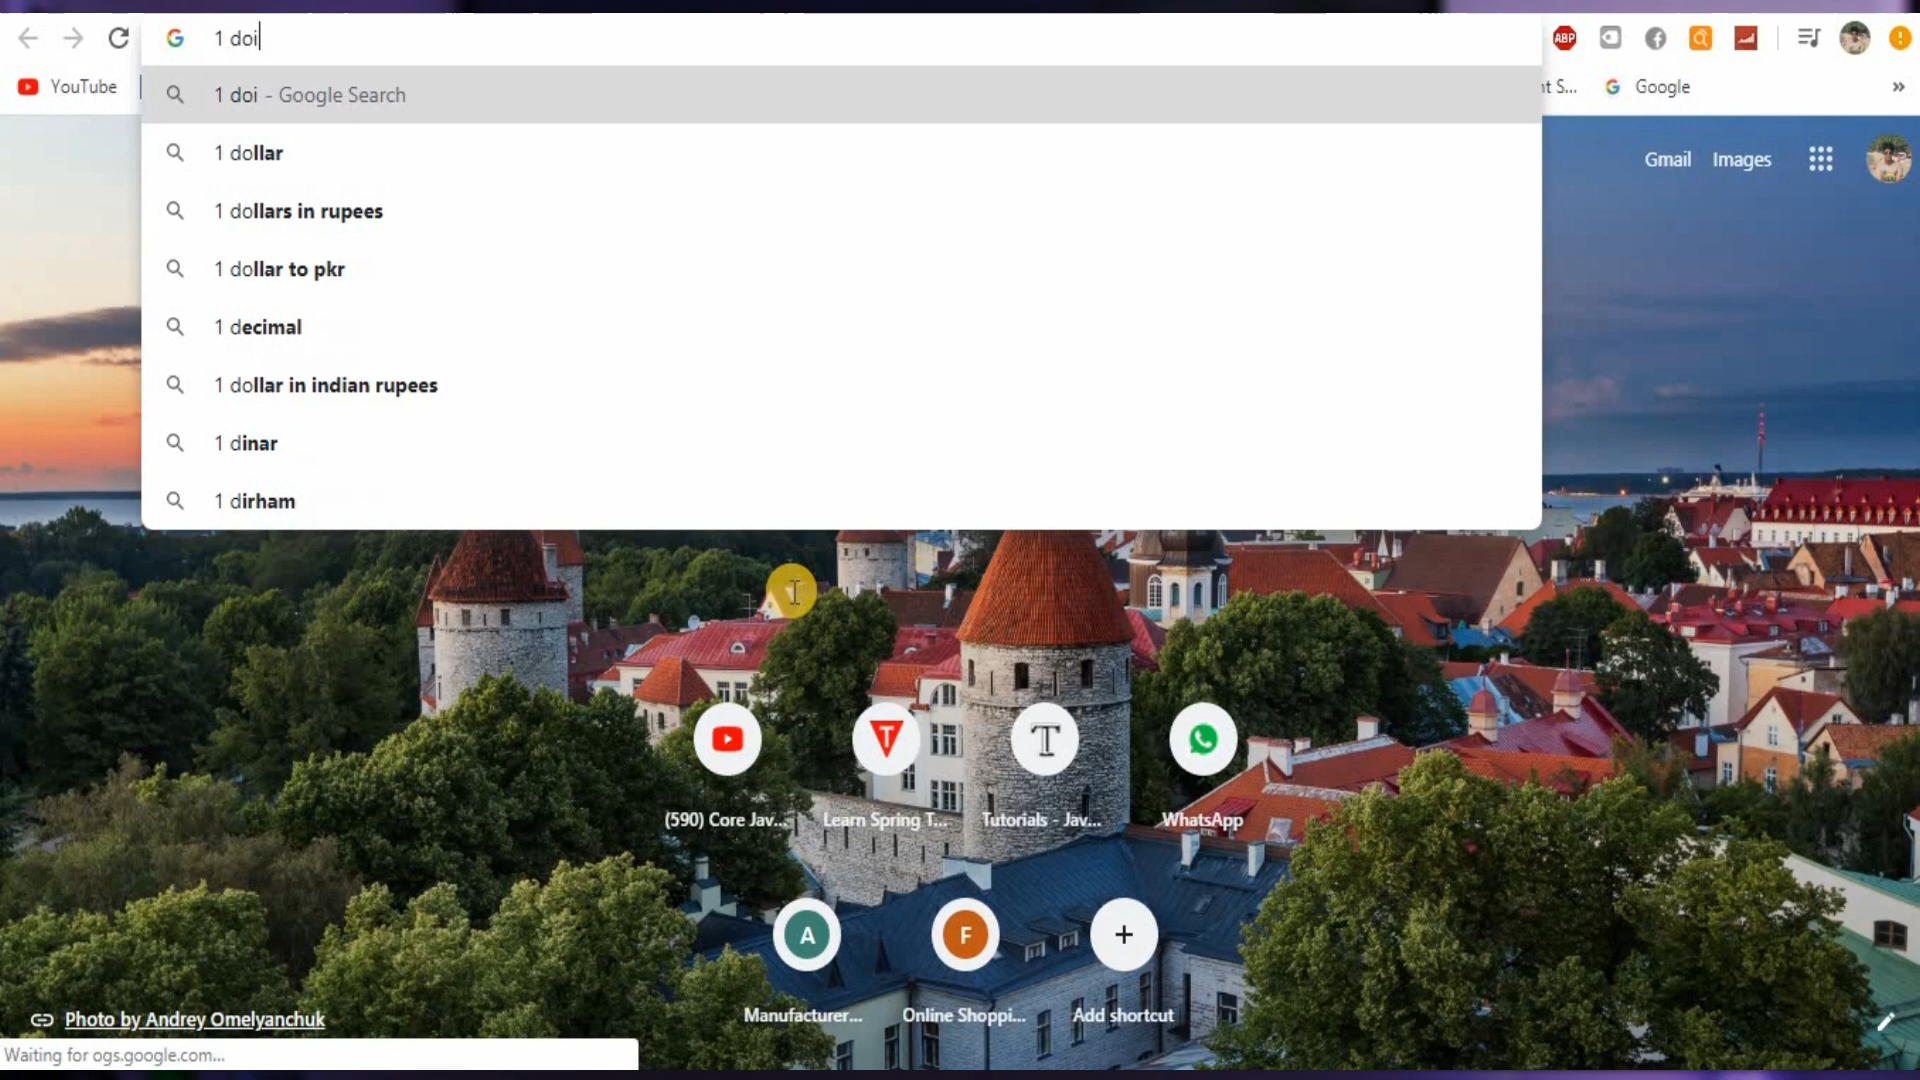 1 doi
ABP
YouTube
1 doi - Google Search
nt S...
Google
1 dollar
Gmail
Images
1 dollars in rupees
1 dollar to pkr
1 decimal
1 dollar in indian rupees
1 dinar
1 dirham
T
T
(590) Core Jav...
Learn Spring T...
Tutorials - Jav...
WhatsApp
A
F
Manufacturer...
Online Shoppi...
Add shortcut
Photo by Andrey Omelyanchuk
Waiting for ogs.google.com...